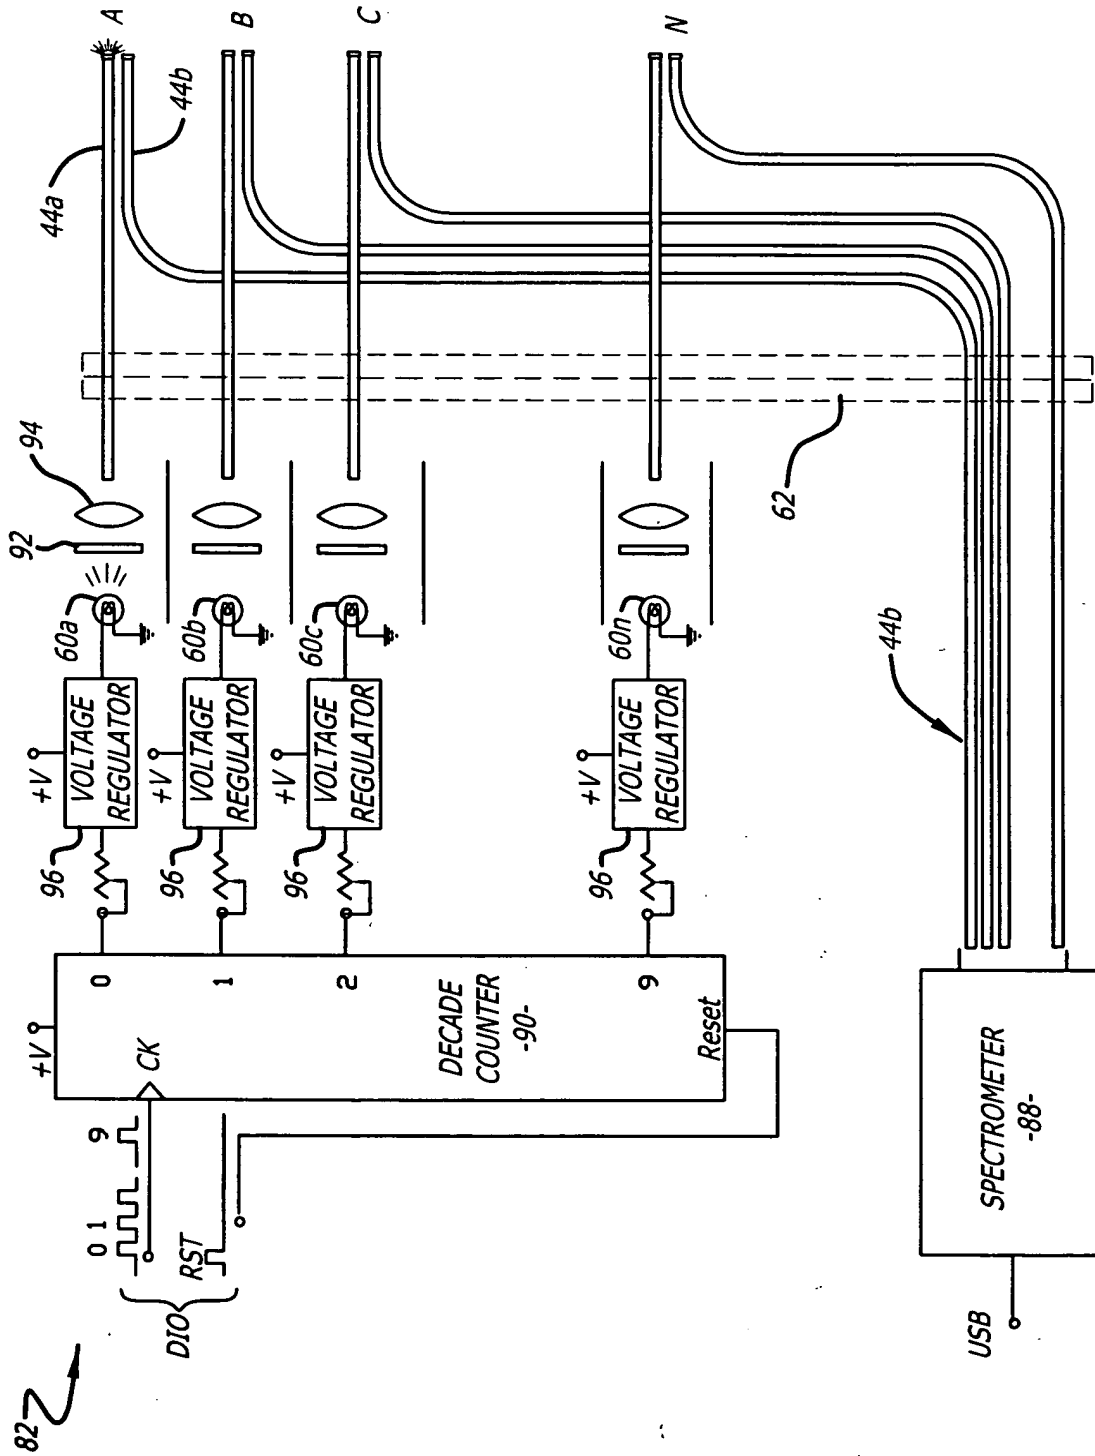 82
DIO
0 1 9
RST
+V
CK
0
1
2
9
DECADE
COUNTER
-90-
Reset
96
+V
VOLTAGE
REGULATOR
60a
92
94
44a
44b
A
96
+V
VOLTAGE
REGULATOR
60b
B
96
+V
VOLTAGE
REGULATOR
60c
C
96
+V
VOLTAGE
REGULATOR
60n
N
62
44b
USB
SPECTROMETER
-88-